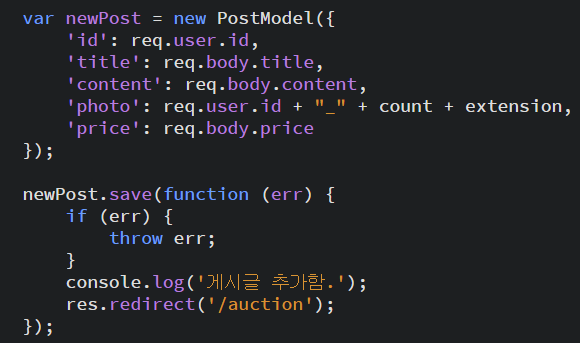 var newPost = new PostModel({
    'id': req.user.id,
    'title': req.body.title,
    'content': req.body.content,
    'photo': req.user.id + "_" + count + extension,
    'price': req.body.price
});

newPost.save(function (err) {
    if (err) {
        throw err;
    }
    console.log('게시글 추가함.');
    res.redirect('/auction');
});